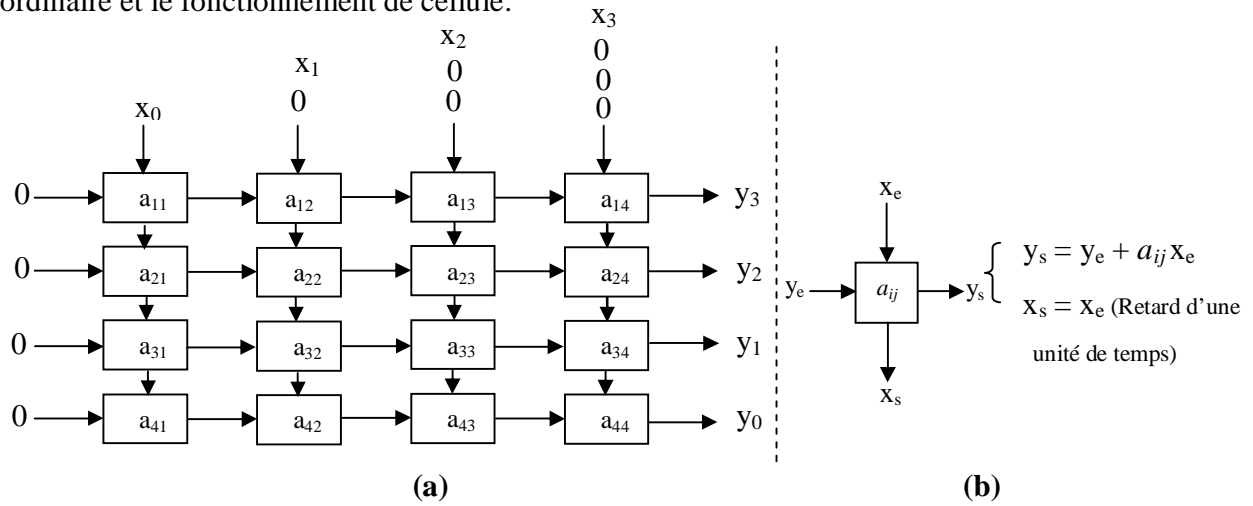 ordinaire et le fonctionnement de cellule.
x3
x2 0
x1 0 0
x0 0 0 0
0 a11 a12 a13 a14 y3
0 a21 a22 a23 a24 y2
0 a31 a32 a33 a34 y1
0 a41 a42 a43 a44 y0
(a)
xe
ye aij ys
xs
ys = ye + aij xe
xs = xe (Retard d'une
unité de temps)
(b)